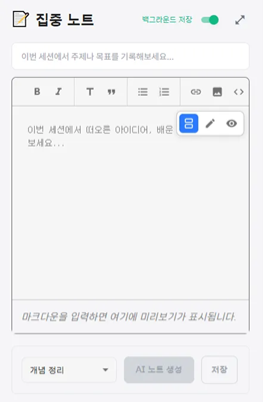 집중 노트
백그라운드 저장
이번 세션에서 주제나 목표를 기록해보세요...
B I T
이번 세션에서 떠오른 아이디어, 배운
보세요...
마크다운을 입력하면 여기에 미리보기가 표시됩니다.
개념 정리
AI 노트 생성
저장